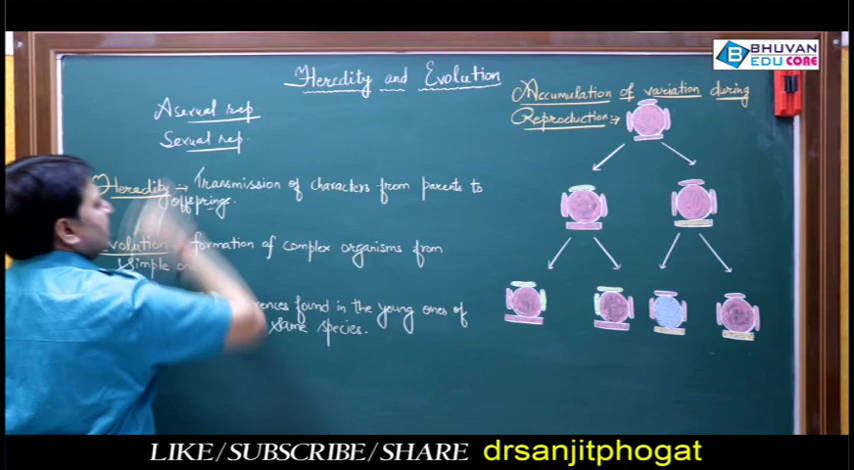 BHUVAN
EDU CORE
Heredity and Evolution
Asexual rep
Sexual rep.
Accumulation of variation during
Reproduction:→
Heredity → Transmission of characters from parents to
offsprings.
Evolution formation of complex organisms from
Simple
found in the young ones of
same species.
LIKE/SUBSCRIBE/SHARE drsanjitphogat